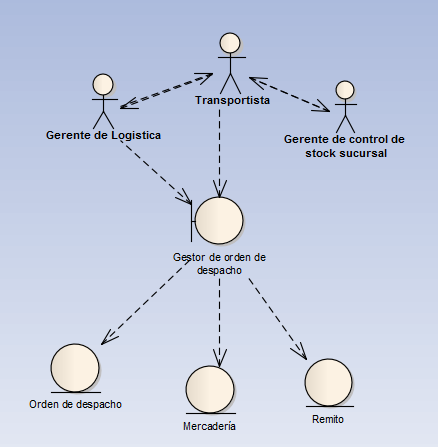 Transportista
Gerente de Logistica
Gerente de control de
stock sucursal
Gestor de orden de
despacho
Orden de despacho
Mercadería
Remito